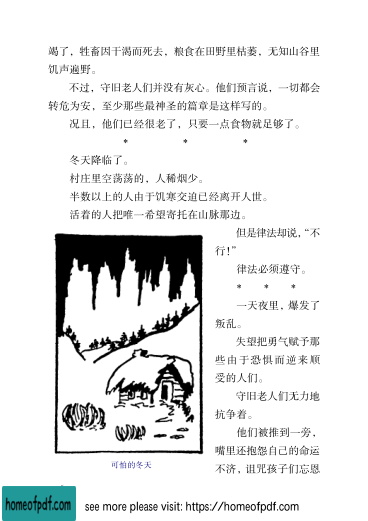 竭了，牲畜因干渴而死去，粮食在田野里枯萎，无知山谷里
饥声遍野。
不过，守旧老人们并没有灰心。他们预言说，一切都会
转危为安，至少那些最神圣的篇章是这样写的。
况且，他们已经很老了，只要一点食物就足够了。
* * *
冬天降临了。
村庄里空荡荡的，人稀烟少。
半数以上的人由于饥寒交迫已经离开人世。
活着的人把唯一希望寄托在山脉那边。
但是律法却说，“不
行！”
律法必须遵守。
* * *
一天夜里，爆发了
叛乱。
失望把勇气赋予那
些由于恐惧而逆来顺
受的人们。
守旧老人们无力地
抗争着。
他们被推到一旁，
嘴里还抱怨自己的命运
不济，诅咒孩子们忘恩
可怕的冬天
homeofpdf.com
see more please visit: https://homeofpdf.com